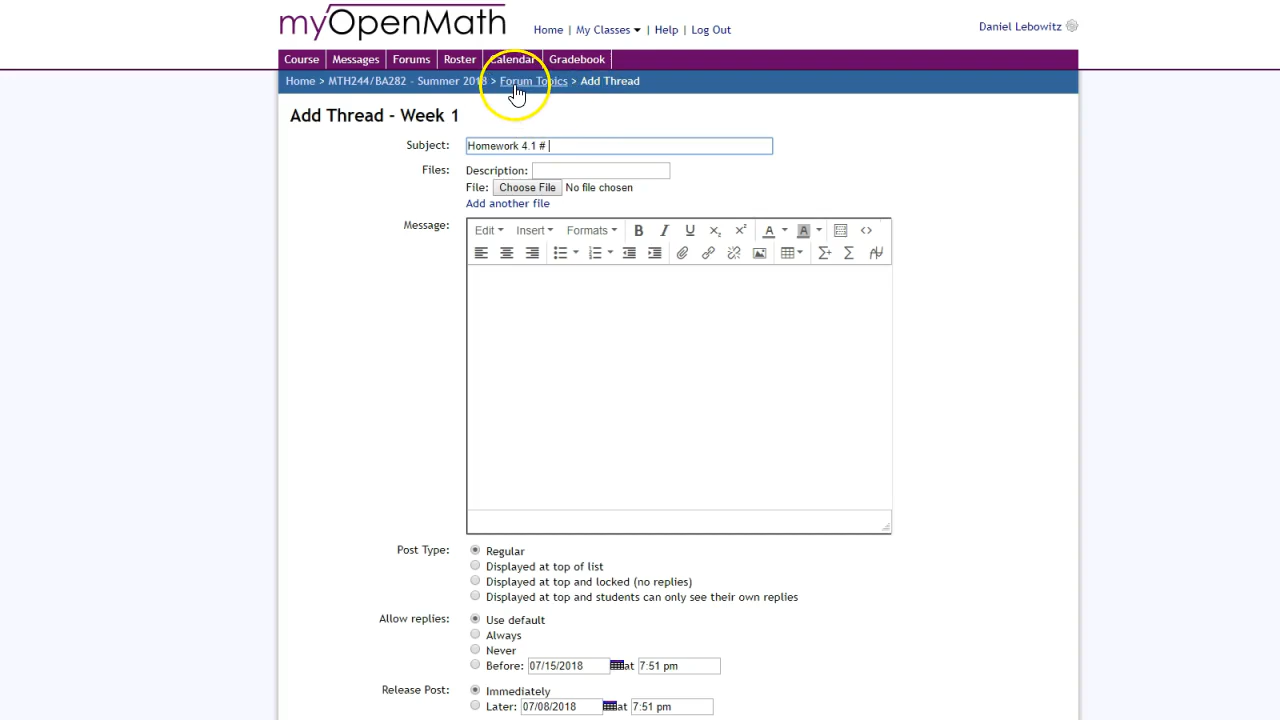 myOpenMath
Home | My Classes | Help | Log Out
Daniel Lebowitz
Course Messages Forums Roster Calendar Gradebook
Home > MTH244/BA282 - Summer 2018 > Forum Topics > Add Thread
Add Thread - Week 1
Subject: Homework 4.1 #
Files: Description:
File: Choose File No file chosen
Add another file
Message: Edit Insert Formats B I U x₂ x² A A <>
Σ+ Σ
Post Type: Regular
Displayed at top of list
Displayed at top and locked (no replies)
Displayed at top and students can only see their own replies
Allow replies: Use default
Always
Never
Before: 07/15/2018 at 7:51 pm
Release Post: Immediately
Later: 07/08/2018 at 7:51 pm